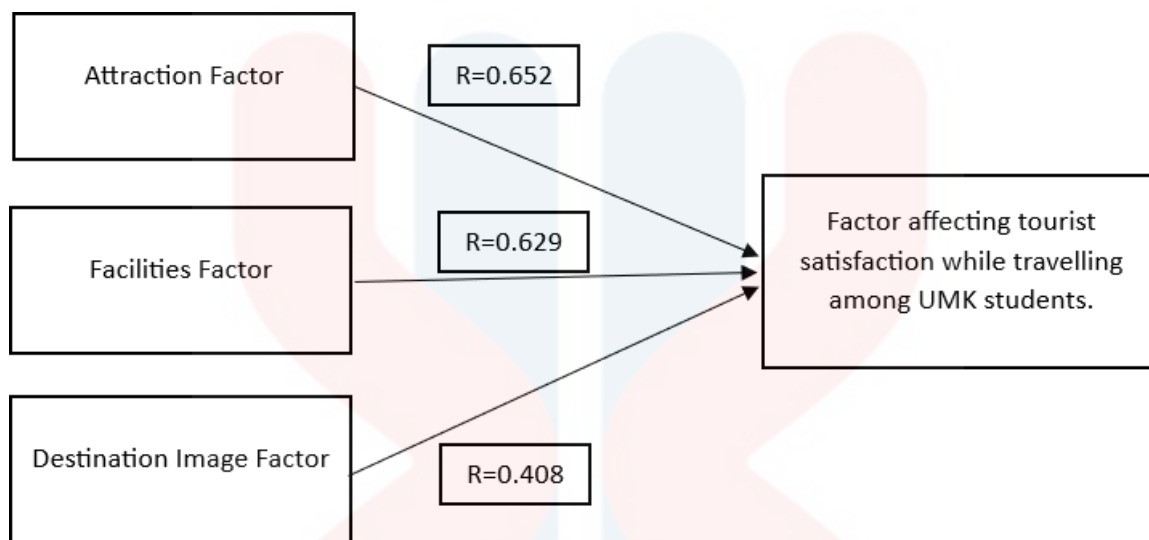 Attraction Factor
R=0.652
Facilities Factor
R=0.629
Factor affecting tourist
satisfaction while travelling
among UMK students.
Destination Image Factor
R=0.408